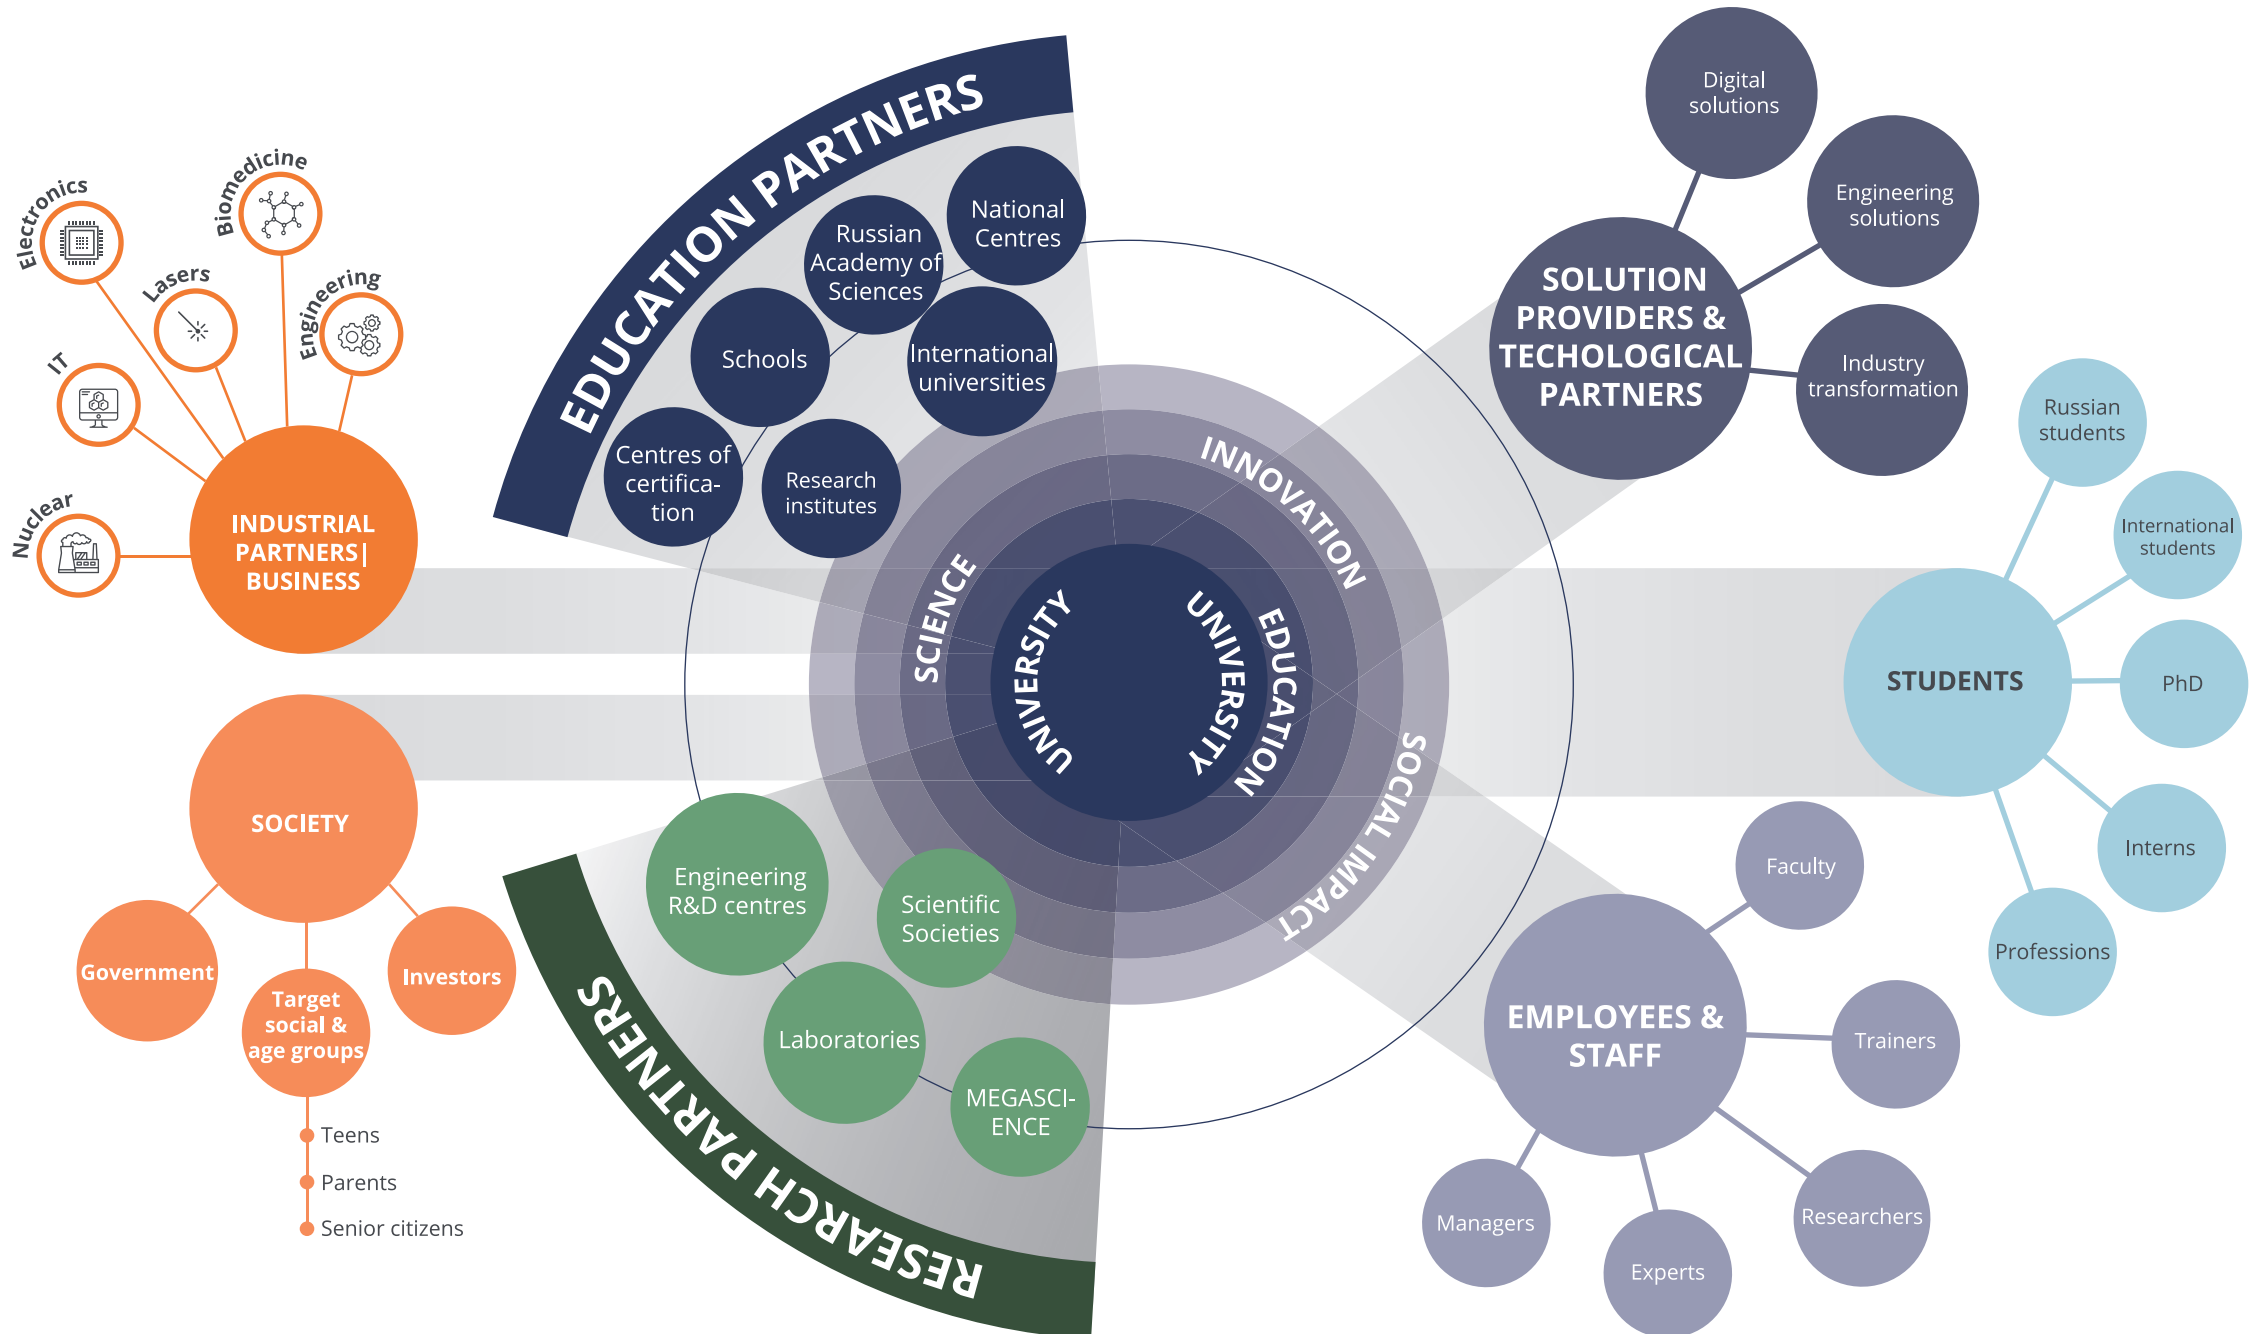 Electronics
Biomedicine
Lasers
Engineering
IT
Nuclear
INDUSTRIAL
PARTNERS|
BUSINESS
SOCIETY
Government
Target
social &
age groups
Investors
Teens
Parents
Senior citizens
EDUCATION PARTNERS
National
Centres
Russian
Academy of
Sciences
International
universities
Schools
Centres of
certifica-
tion
Research
institutes
SCIENCE
INNOVATION
UNIVERSITY
UNIVERSITY
EDUCATION
SOCIAL IMPACT
Engineering
R&D centres
Scientific
Societies
Laboratories
MEGASCI-
ENCE
RESEARCH PARTNERS
Digital
solutions
Engineering
solutions
Industry
transformation
SOLUTION
PROVIDERS &
TECHOLOGICAL
PARTNERS
Russian
students
International
students
PhD
Interns
Professions
STUDENTS
EMPLOYEES &
STAFF
Faculty
Trainers
Researchers
Experts
Managers